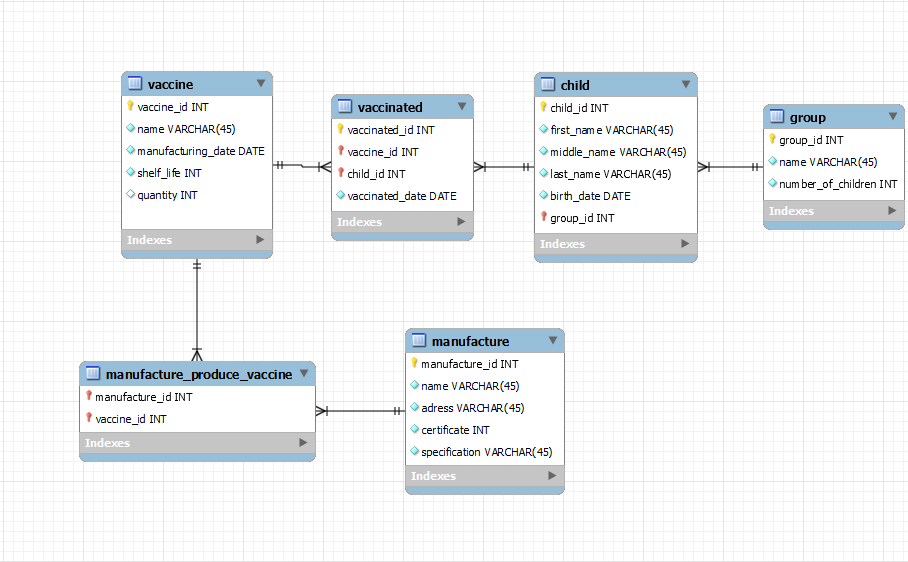 vaccine
vaccine_id INT
name VARCHAR(45)
manufacturing_date DATE
shelf_life INT
quantity INT
Indexes
vaccinated
vaccinated_id INT
vaccine_id INT
child_id INT
vaccinated_date DATE
Indexes
child
child_id INT
first_name VARCHAR(45)
middle_name VARCHAR(45)
last_name VARCHAR(45)
birth_date DATE
group_id INT
Indexes
group
group_id INT
name VARCHAR(45)
number_of_children INT
Indexes
manufacture_produce_vaccine
manufacture_id INT
vaccine_id INT
Indexes
manufacture
manufacture_id INT
name VARCHAR(45)
adress VARCHAR(45)
certificate INT
specification VARCHAR(45)
Indexes